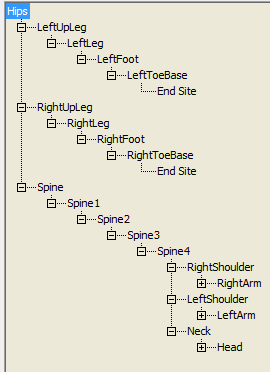 Hips
LeftUpLeg
LeftLeg
LeftFoot
LeftToeBase
End Site
RightUpLeg
RightLeg
RightFoot
RightToeBase
End Site
Spine
Spine1
Spine2
Spine3
Spine4
RightShoulder
RightArm
LeftShoulder
LeftArm
Neck
Head